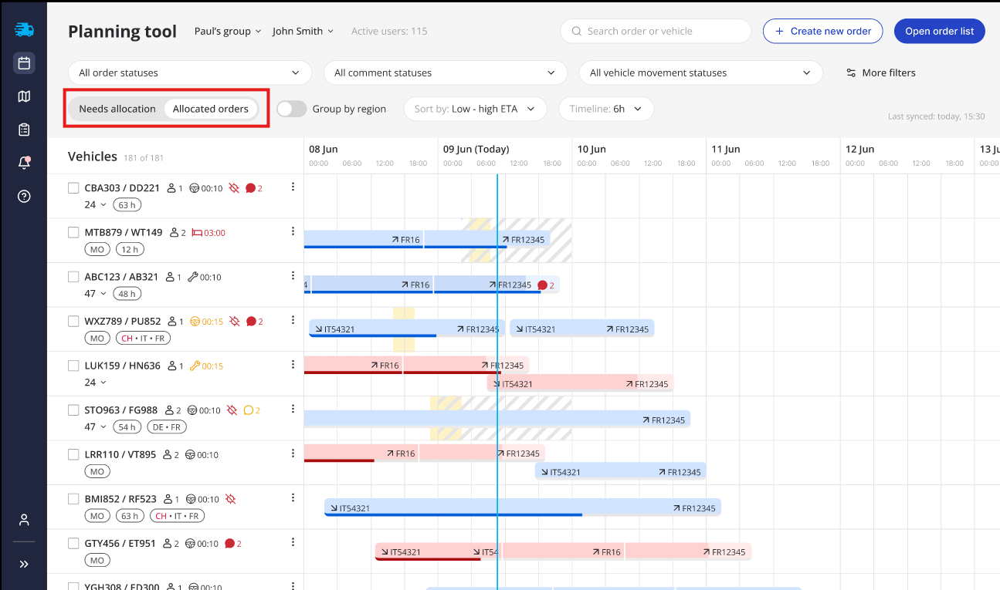 Planning tool Paul's group John Smith Active users: 115 Search order or vehicle + Create new order Open order list
All order statuses All comment statuses All vehicle movement statuses More filters
Needs allocation Allocated orders Group by region Sort by: Low - high ETA Timeline: 6h
Last synced: today, 15:30
Vehicles 181 of 181
08 Jun 09 Jun (Today) 10 Jun 11 Jun 12 Jun 13 Ju
00:00 06:00 12:00 18:00 00:00 06:00 12:00 18:00 00:00 06:00 12:00 18:00 00:00 06:00 12:00 18:00 00:00 06:00 12:00 18:00 00:00
CBA303 / DD221 1 00:10 2
24 63 h
MTB879 / WT149 2 03:00
MO 12 h
FR16 FR12345
ABC123 / AB321 1 00:10
47 48 h
4 FR16 FR12345 2
WXZ789 / PU852 1 00:15 2
MO CH • IT • FR
IT54321 FR12345 IT54321 FR12345
LUK159 / HN636 1 00:15
24
FR16 FR12345
IT54321 FR12345
STO963 / FG988 2 00:10 2
47 54 h DE • FR
FR12345
LRR110 / VT895 2 00:10
MO
FR16 FR12345
IT54321 FR12345
BMI852 / RF523 1 00:10
MO 63 h CH • IT • FR
IT54321 FR12345
GTY456 / ET951 2 00:10 2
MO
IT54321 IT54 FR16 FR12345
YGH308 / FD300 1 00:10